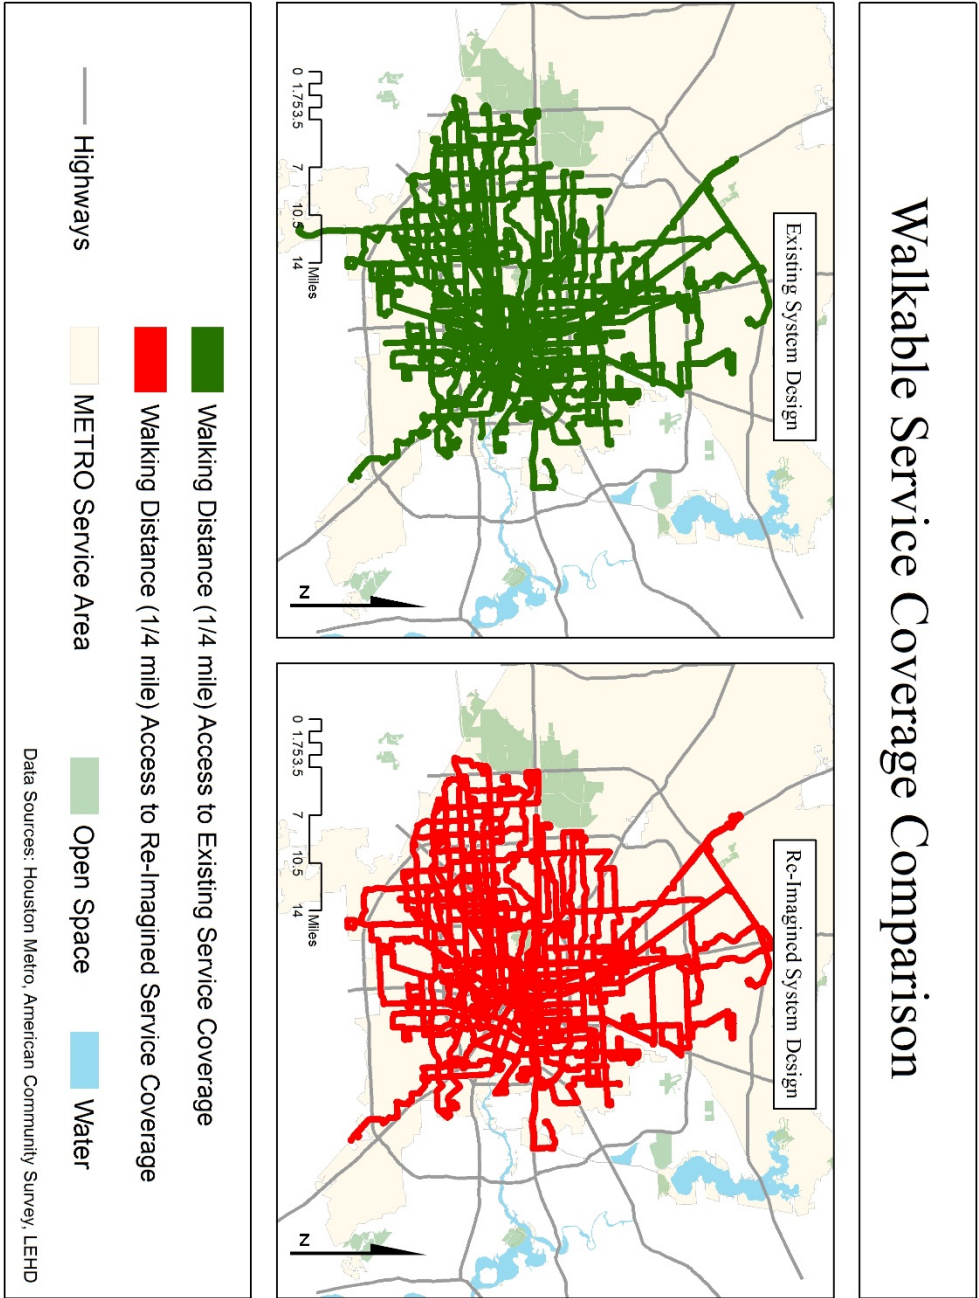 Walkable Service Coverage Comparison
Existing System Design
0 1.753.5 7 10.5 14
Miles
N
Re-Imagined System Design
0 1.753.5 7 10.5 14
Miles
N
Walking Distance (1/4 mile) Access to Existing Service Coverage
Walking Distance (1/4 mile) Access to Re-Imagined Service Coverage
Highways METRO Service Area Open Space Water
Data Sources: Houston Metro, American Community Survey, LEHD